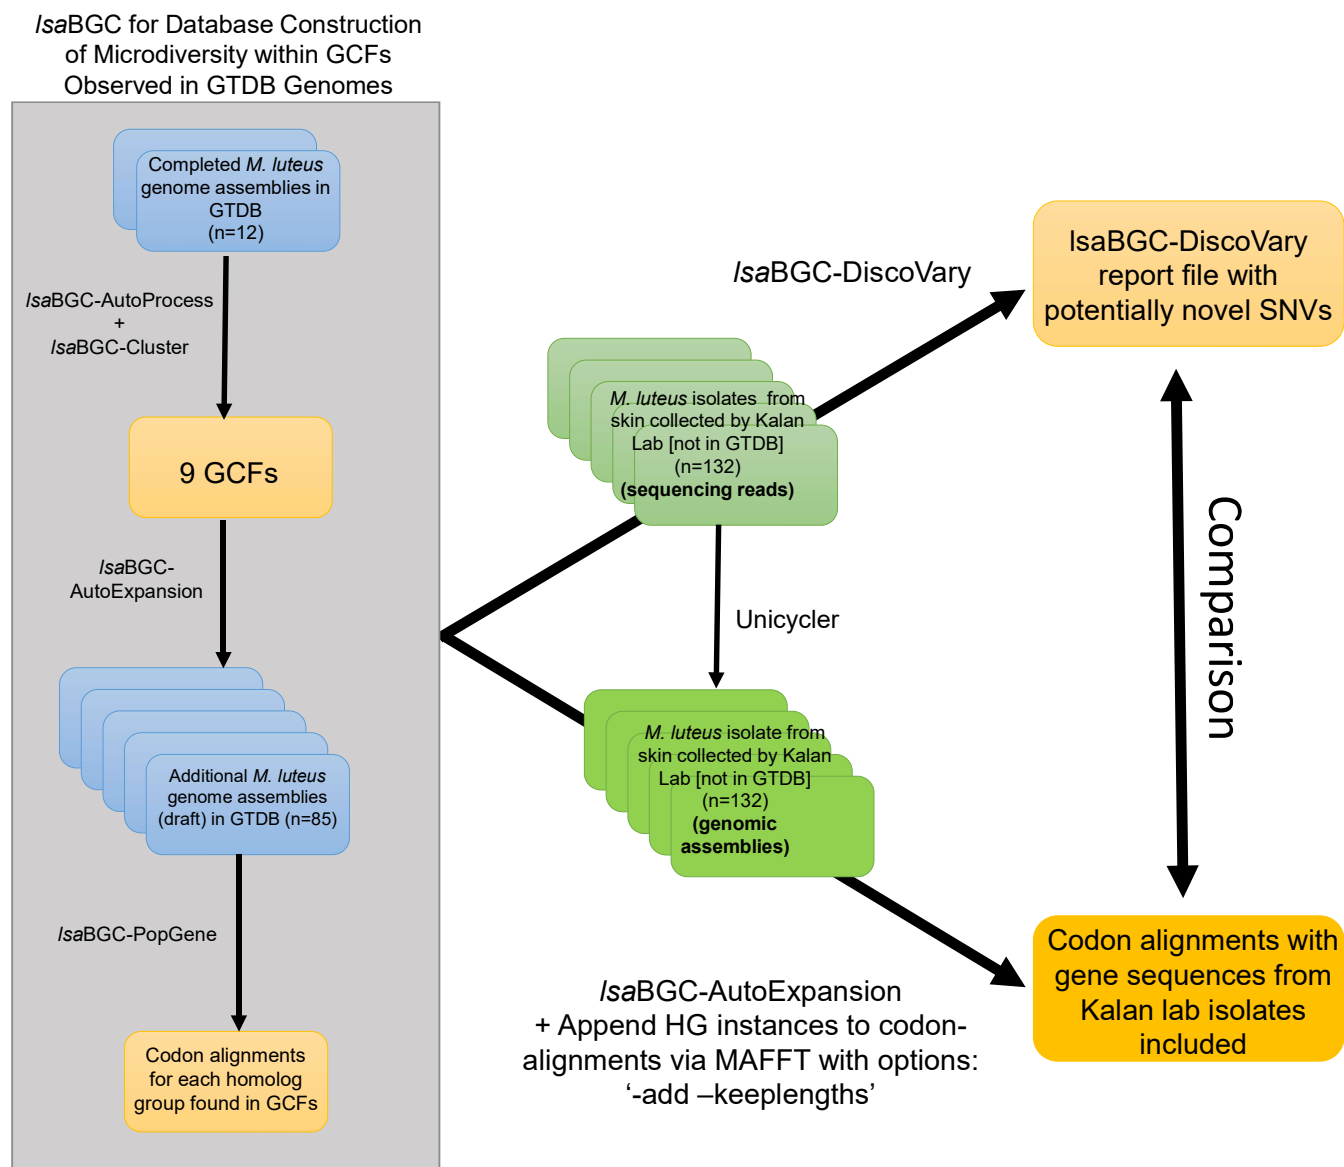 lsaBGC for Database Construction
of Microdiversity within GCFs
Observed in GTDB Genomes
Completed M. luteus
genome assemblies in
GTDB
(n=12)
lsaBGC-AutoProcess
+
lsaBGC-Cluster
9 GCFs
lsaBGC-
AutoExpansion
Additional M. luteus
genome assemblies
(draft) in GTDB (n=85)
lsaBGC-PopGene
Codon alignments
for each homolog
group found in GCFs
lsaBGC-DiscoVary
M. luteus isolates from
skin collected by Kalan
Lab [not in GTDB]
(n=132)
(sequencing reads)
Unicycler
M. luteus isolate from
skin collected by Kalan
Lab [not in GTDB]
(n=132)
(genomic
assemblies)
lsaBGC-AutoExpansion
+ Append HG instances to codon-
alignments via MAFFT with options:
‘-add –keeplengths’
lsaBGC-DiscoVary
report file with
potentially novel SNVs
Comparison
Codon alignments with
gene sequences from
Kalan lab isolates
included